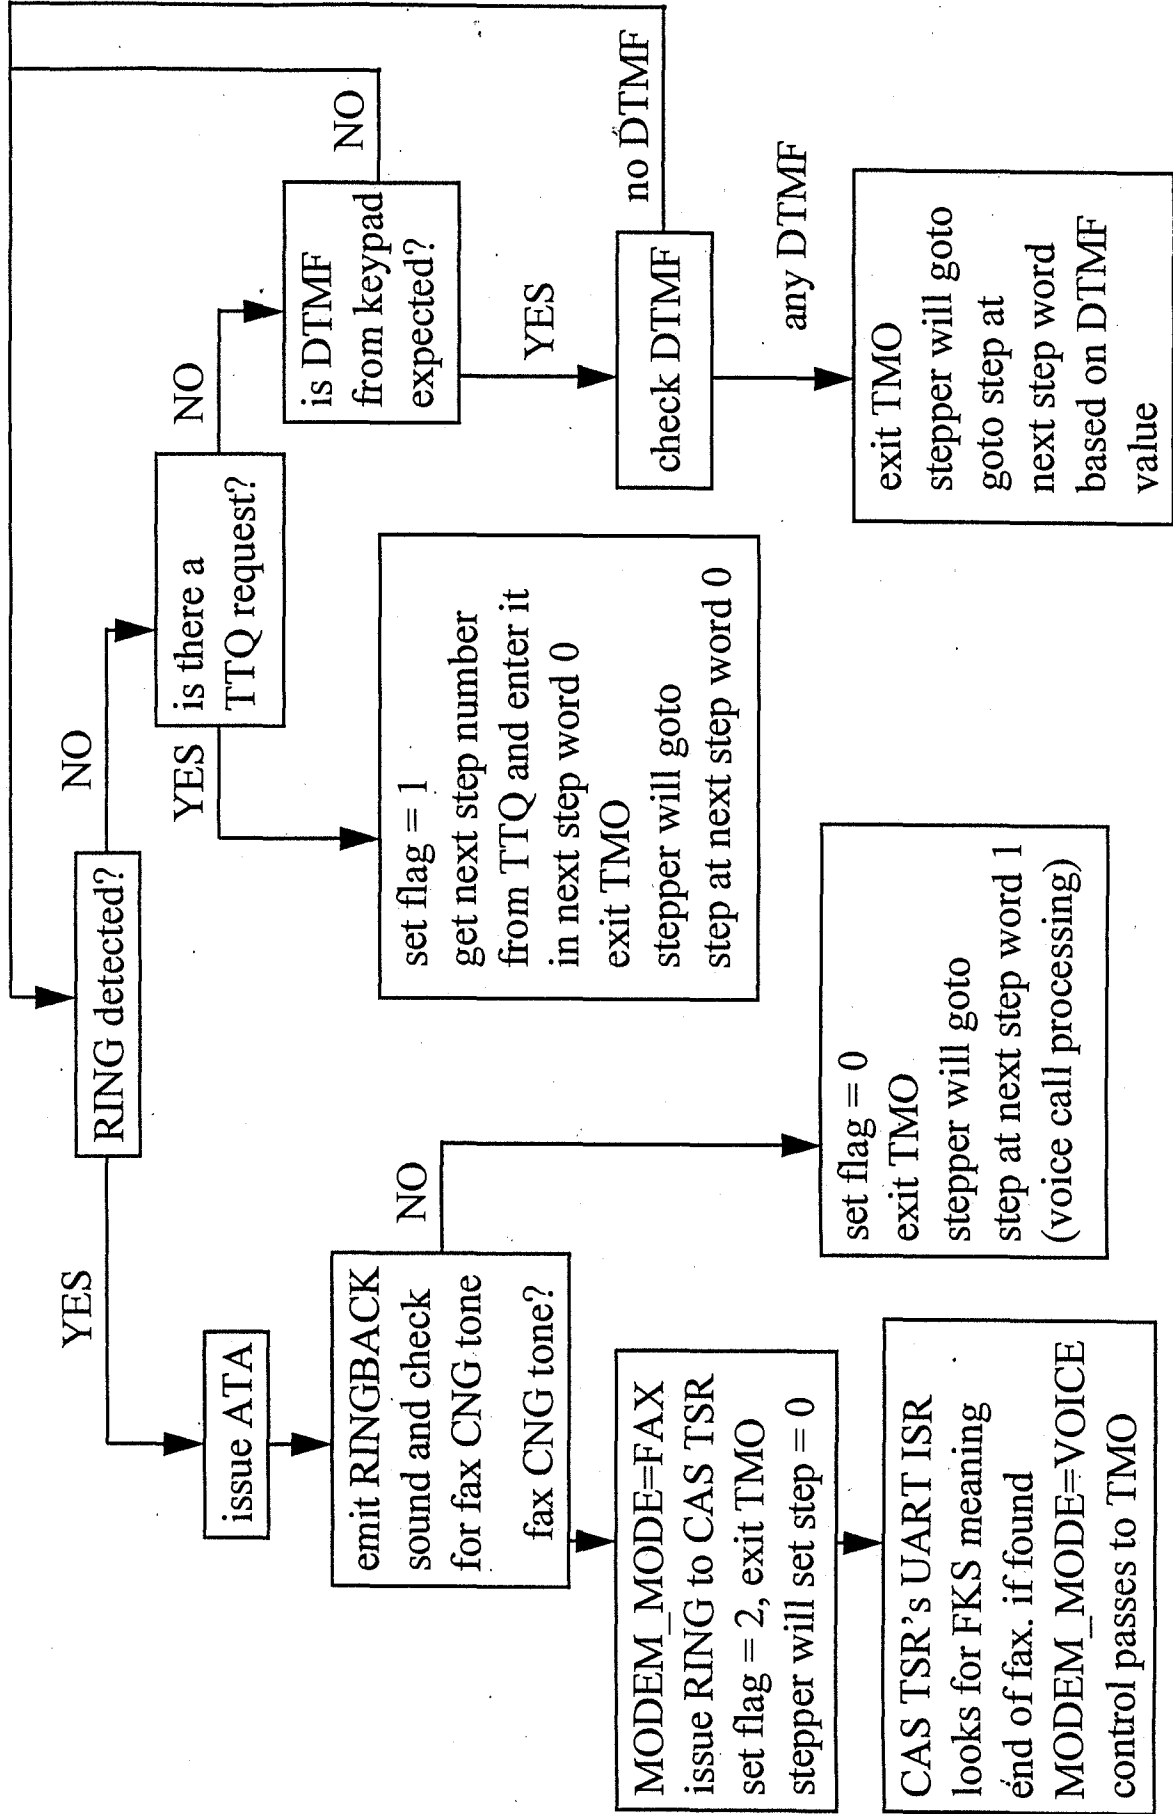 RING detected?
YES
NO
issue ATA
emit RINGBACK
sound and check
for fax CNG tone
fax CNG tone?
NO
MODEM_MODE=FAX
issue RING to CAS TSR
set flag = 2, exit TMO
stepper will set step = 0
CAS TSR's UART ISR
looks for FKS meaning
end of fax. if found
MODEM_MODE=VOICE
control passes to TMO
set flag = 0
exit TMO
stepper will goto
step at next step word 1
(voice call processing)
is there a
TTQ request?
YES
NO
set flag = 1
get next step number
from TTQ and enter it
in next step word 0
exit TMO
stepper will goto
step at next step word 0
is DTMF
from keypad
expected?
NO
YES
check DTMF
no DTMF
any DTMF
exit TMO
stepper will goto
goto step at
next step word
based on DTMF
value